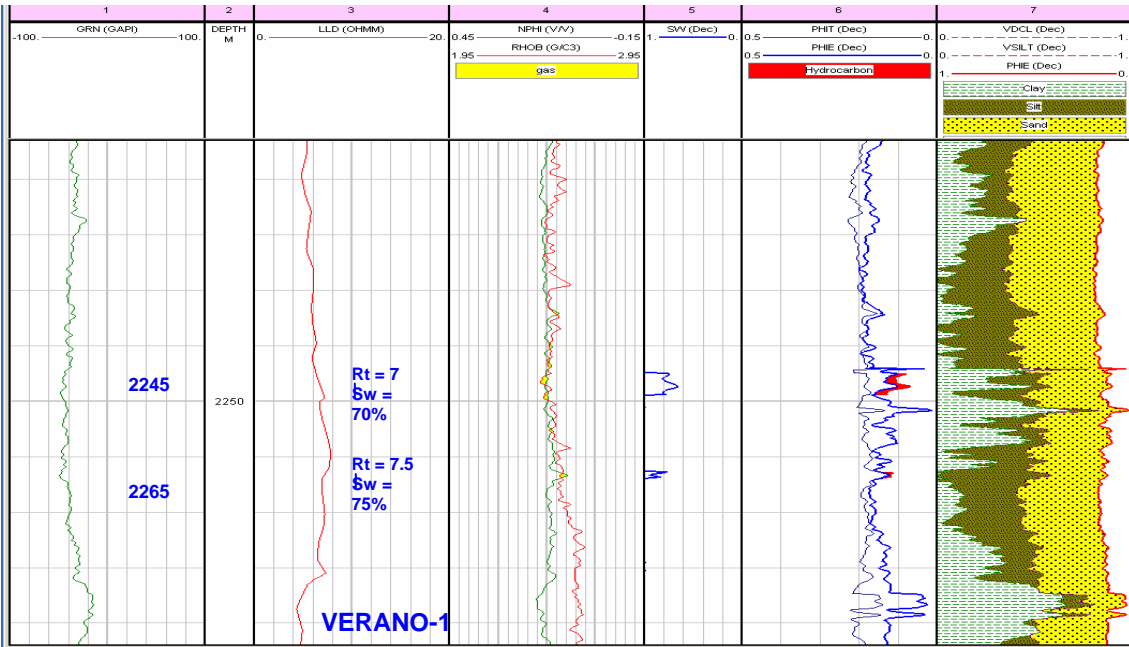 1 2 3 4 5 6 7
GRN (GAPI) DEPTH LLD (OHMM) NPHI (V/V) SW (Dec) PHIT (Dec) VDCL (Dec)
-100. 100. M 0. 20. 0.45 -0.15 1. 0. 0.5 0. 0. -1.
RHOB (G/C3) PHIE (Dec) VSILT (Dec)
1.95 2.95 0.5 0. 0. -1.
gas Hydrocarbon PHIE (Dec)
1. 0.
Clay
Silt
Sand
2245
Rt = 7
Sw =
70%
2250
2265
Rt = 7.5
Sw =
75%
VERANO-1